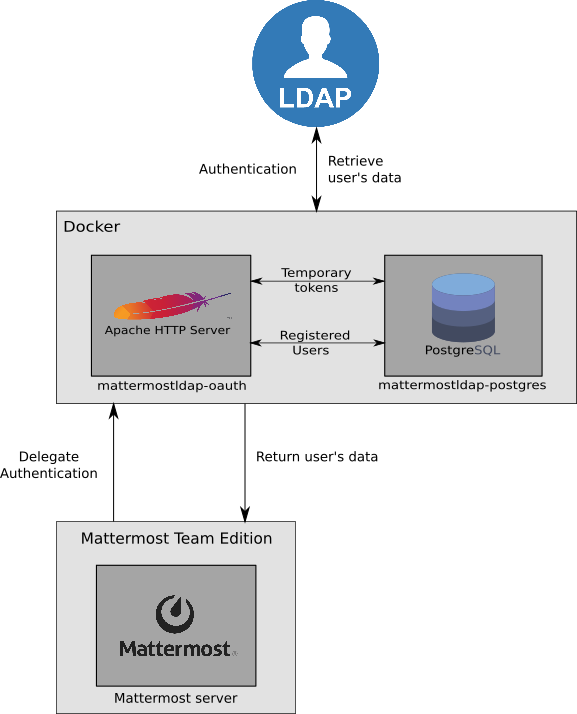 LDAP
Authentication
Retrieve
user's data
Docker
Temporary
tokens
Apache HTTP Server
PostgreSQL
Registered
Users
mattermostldap-oauth
mattermostldap-postgres
Delegate
Authentication
Return user's data
Mattermost Team Edition
Mattermost
Mattermost server